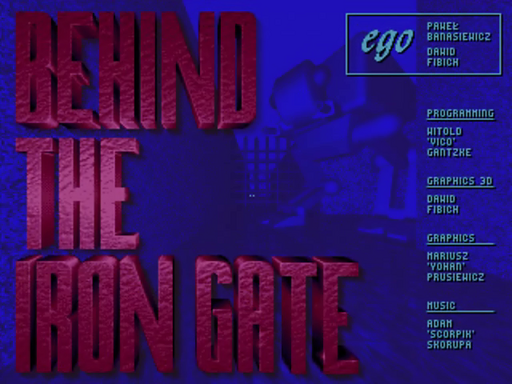 BEHIND
THE
IRON GATE
ego
PAWEŁ
BANASIEWICZ
DAWID
FIBICH
PROGRAMMING
WITOLD
'VICO'
GANTZKE
GRAPHICS 3D
DAWID
FIBICH
GRAPHICS
MARIUSZ
'YOHAN'
PRUSIEWICZ
MUSIC
ADAM
'SCORPIK'
SKORUPA